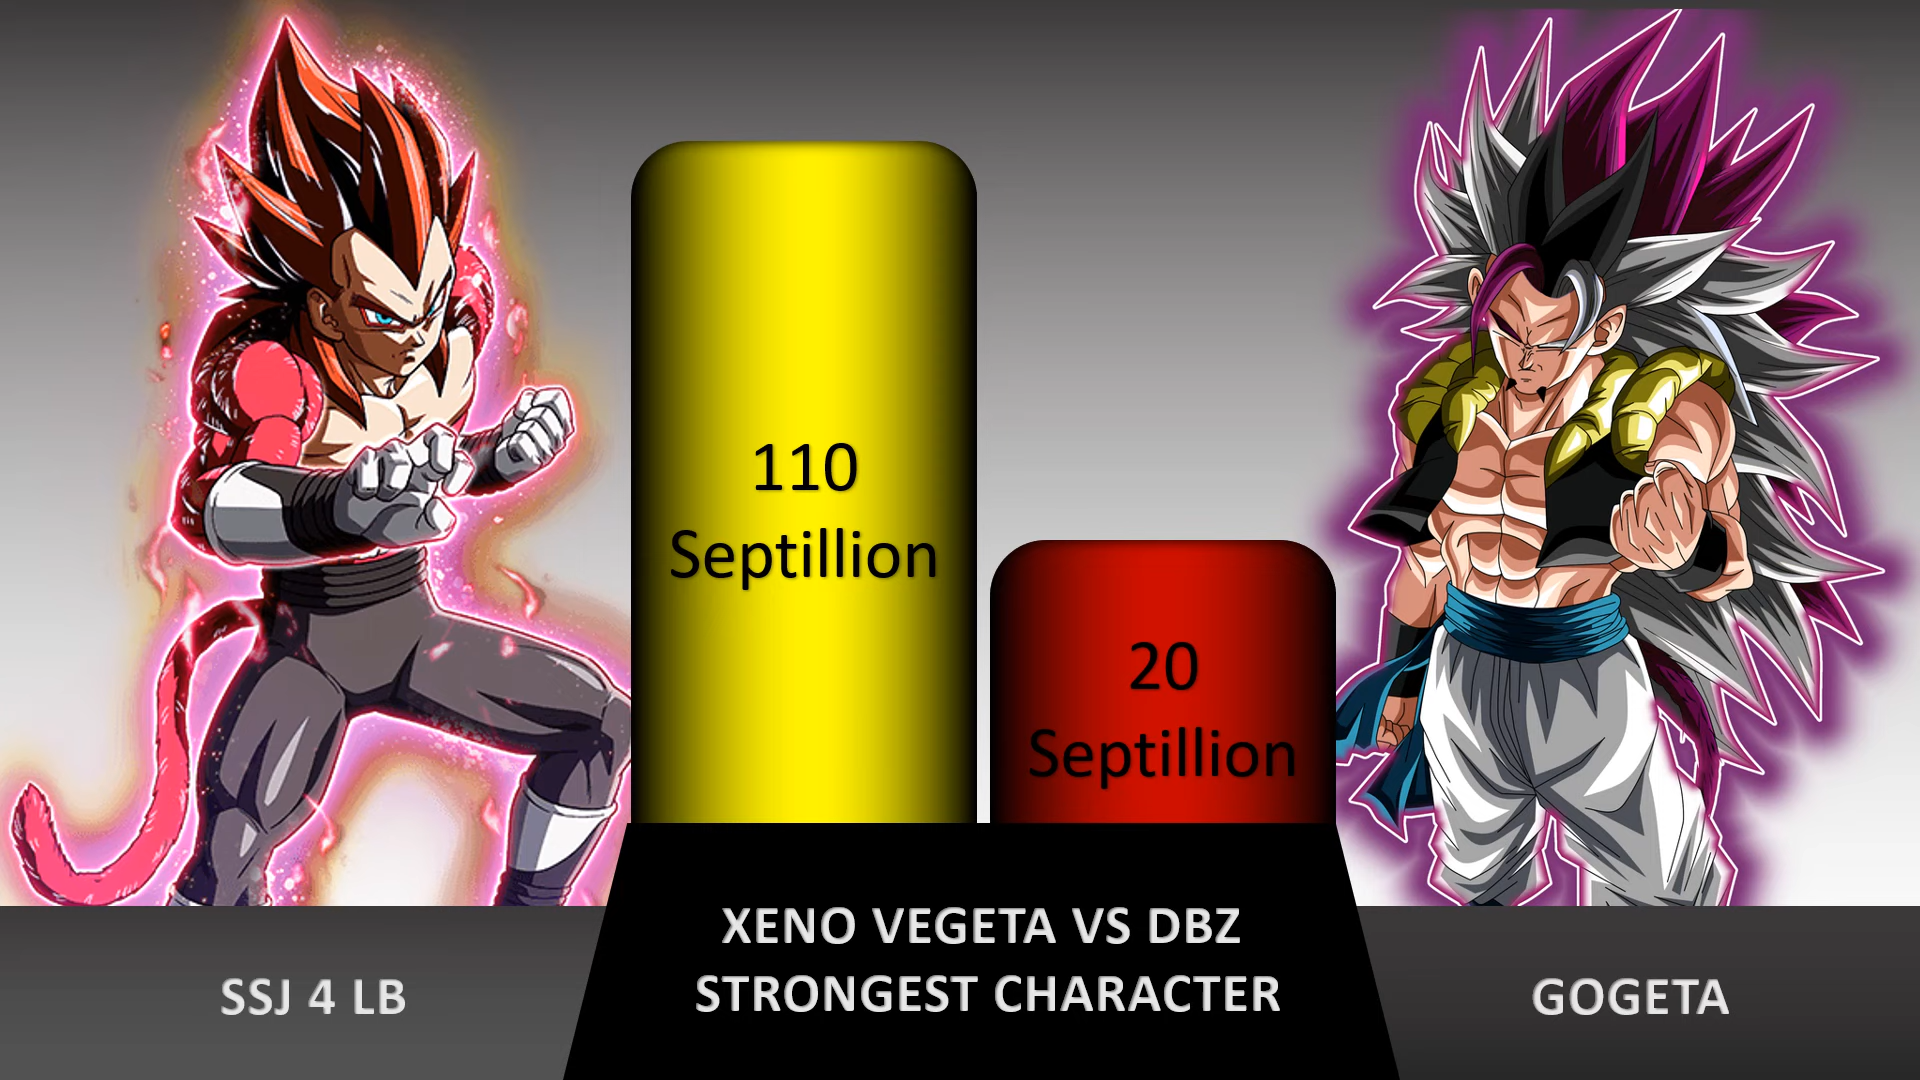 110
Septillion
20
Septillion
XENO VEGETA VS DBZ
STRONGEST CHARACTER
SSJ 4 LB
GOGETA